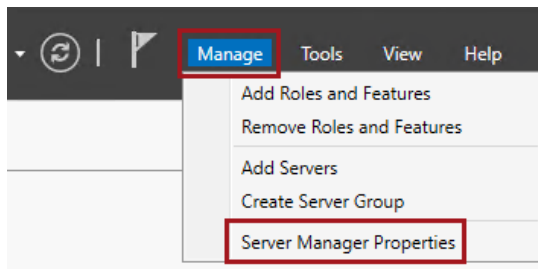 Manage Tools View Help
Add Roles and Features
Remove Roles and Features
Add Servers
Create Server Group
Server Manager Properties